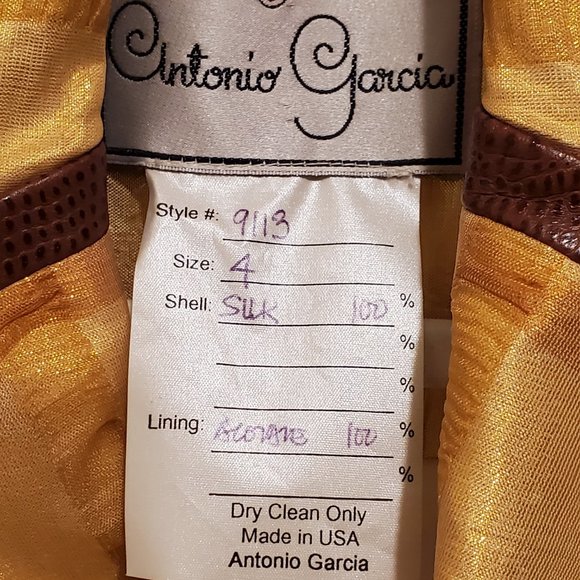 Antonio Garcia
Style #: 9113
Size: 4
Shell: SILK 100 %
%
%
Lining: ACETATE 100 %
%
Dry Clean Only
Made in USA
Antonio Garcia